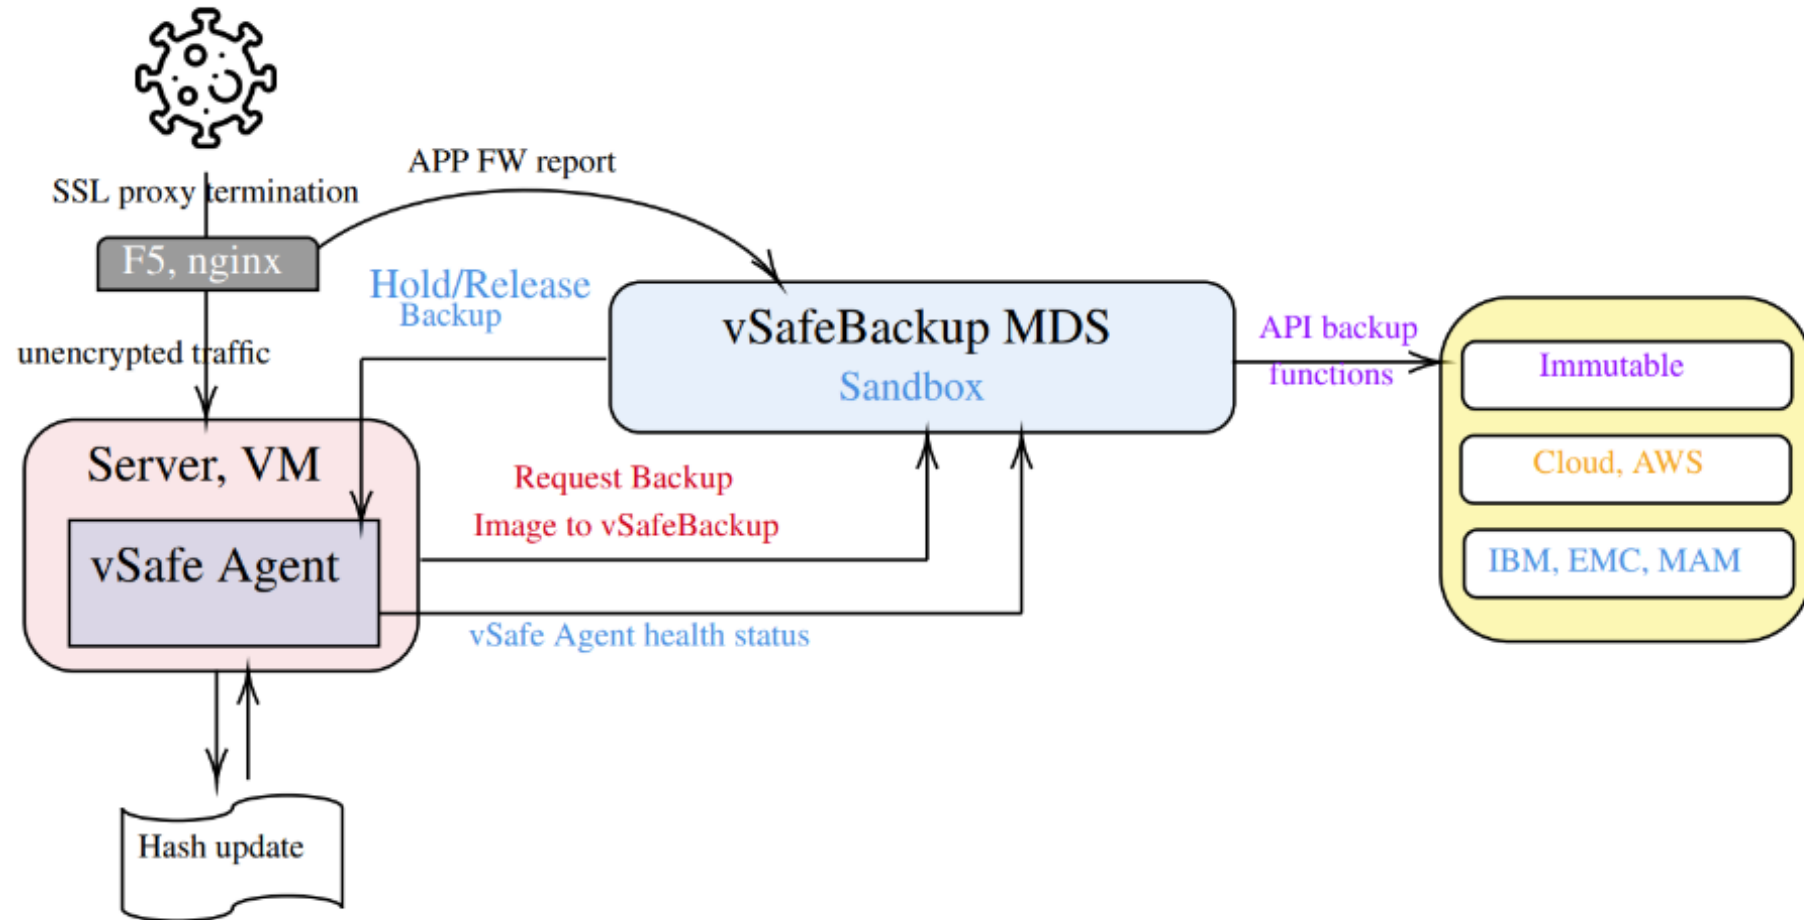 SSL proxy termination
APP FW report
F5, nginx
unencrypted traffic
Hold/Release
Backup
vSafeBackup MDS
Sandbox
API backup
functions
Immutable
Cloud, AWS
IBM, EMC, MAM
Server, VM
vSafe Agent
Request Backup
Image to vSafeBackup
vSafe Agent health status
Hash update